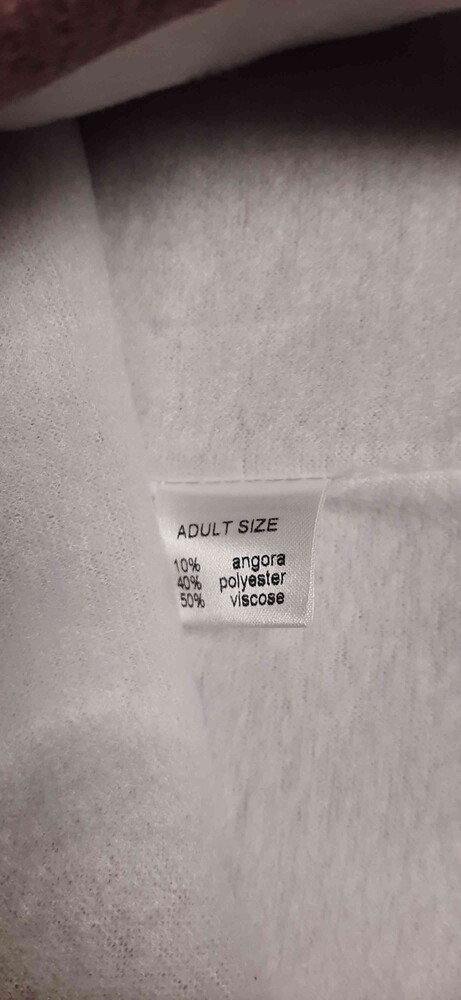 ADULT SIZE
10% angora
40% polyester
50% viscose